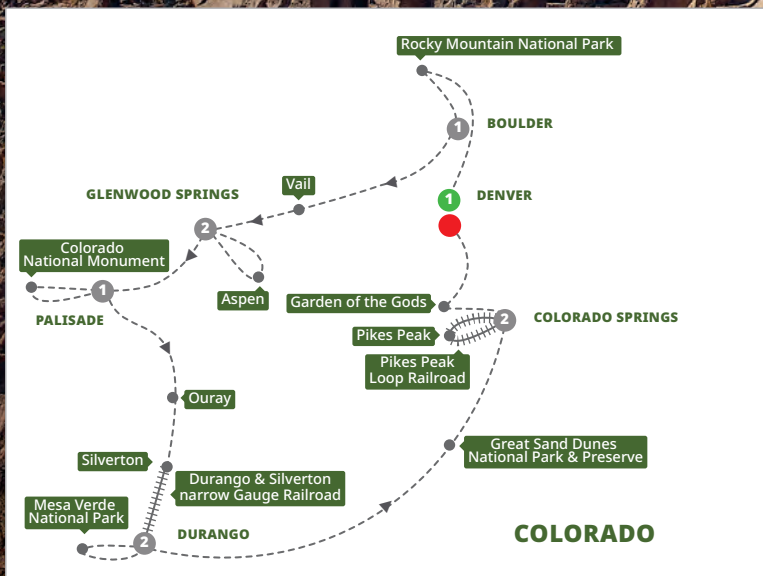 Rocky Mountain National Park
1
BOULDER
Vail
GLENWOOD SPRINGS
1
DENVER
2
Colorado
National Monument
Aspen
1
PALISADE
Garden of the Gods
2
COLORADO SPRINGS
Pikes Peak
Pikes Peak
Loop Railroad
Ouray
Silverton
Great Sand Dunes
National Park & Preserve
Durango & Silverton
narrow Gauge Railroad
Mesa Verde
National Park
2
DURANGO
COLORADO